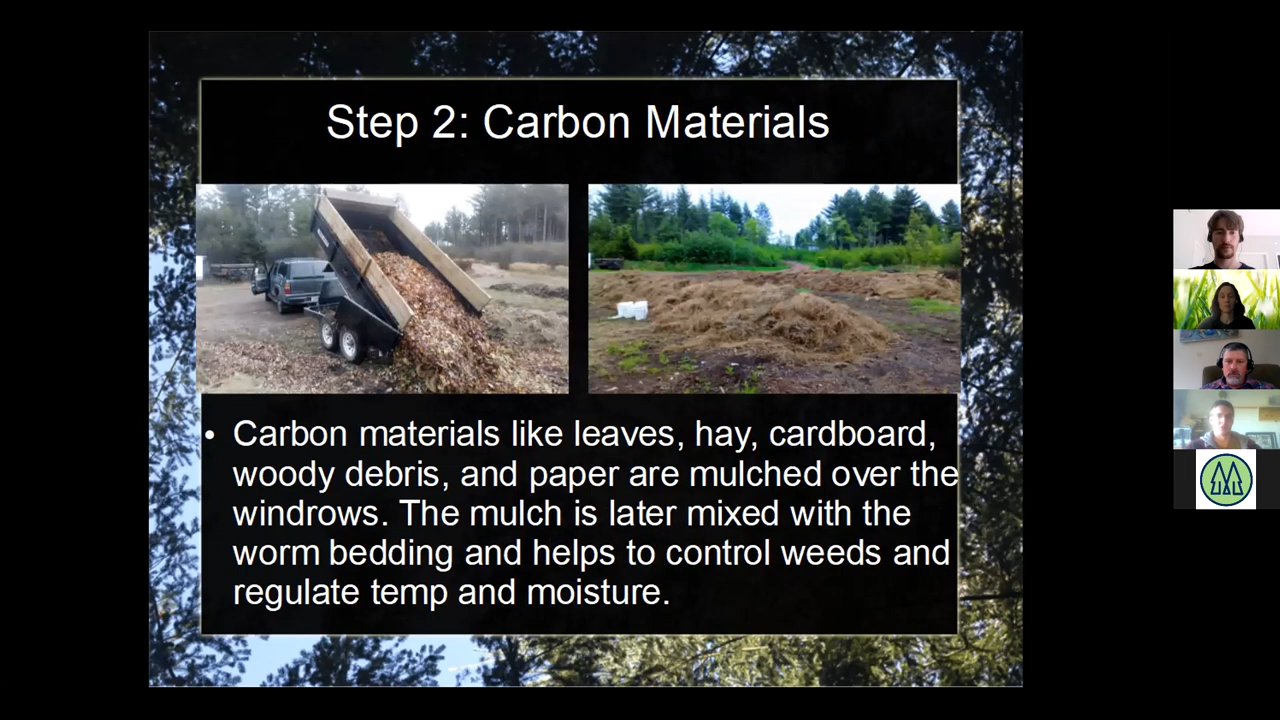 Step 2: Carbon Materials
• Carbon materials like leaves, hay, cardboard,
woody debris, and paper are mulched over the
windrows. The mulch is later mixed with the
worm bedding and helps to control weeds and
regulate temp and moisture.